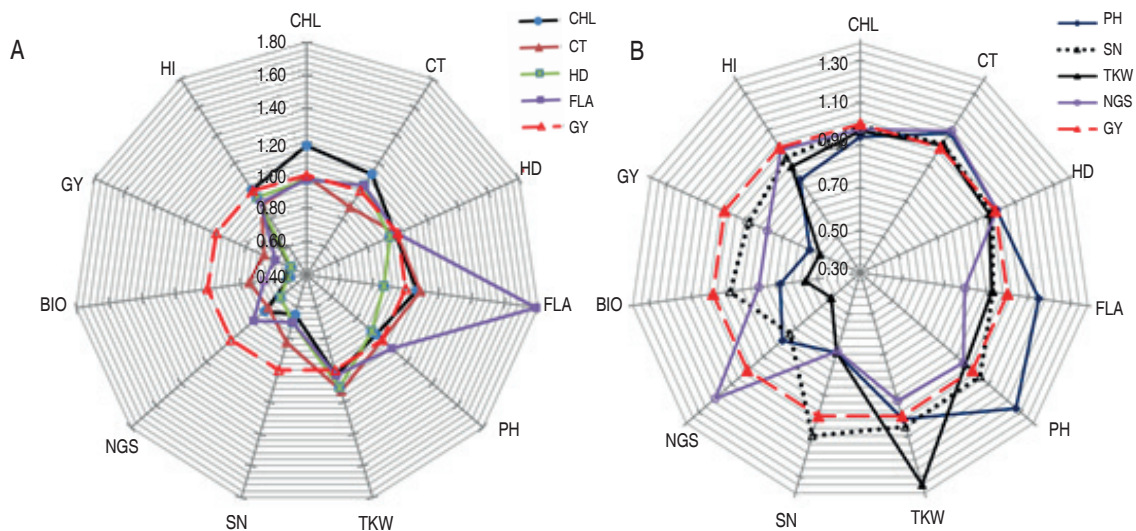 A
CHL
CT
HD
FLA
PH
TKW
SN
NGS
BIO
GY
HI
1.80
1.60
1.40
1.20
1.00
0.80
0.60
0.40
CHL
CT
HD
FLA
GY
B
CHL
CT
HD
FLA
PH
TKW
SN
NGS
BIO
GY
HI
1.30
1.10
0.90
0.70
0.50
0.30
PH
SN
TKW
NGS
GY